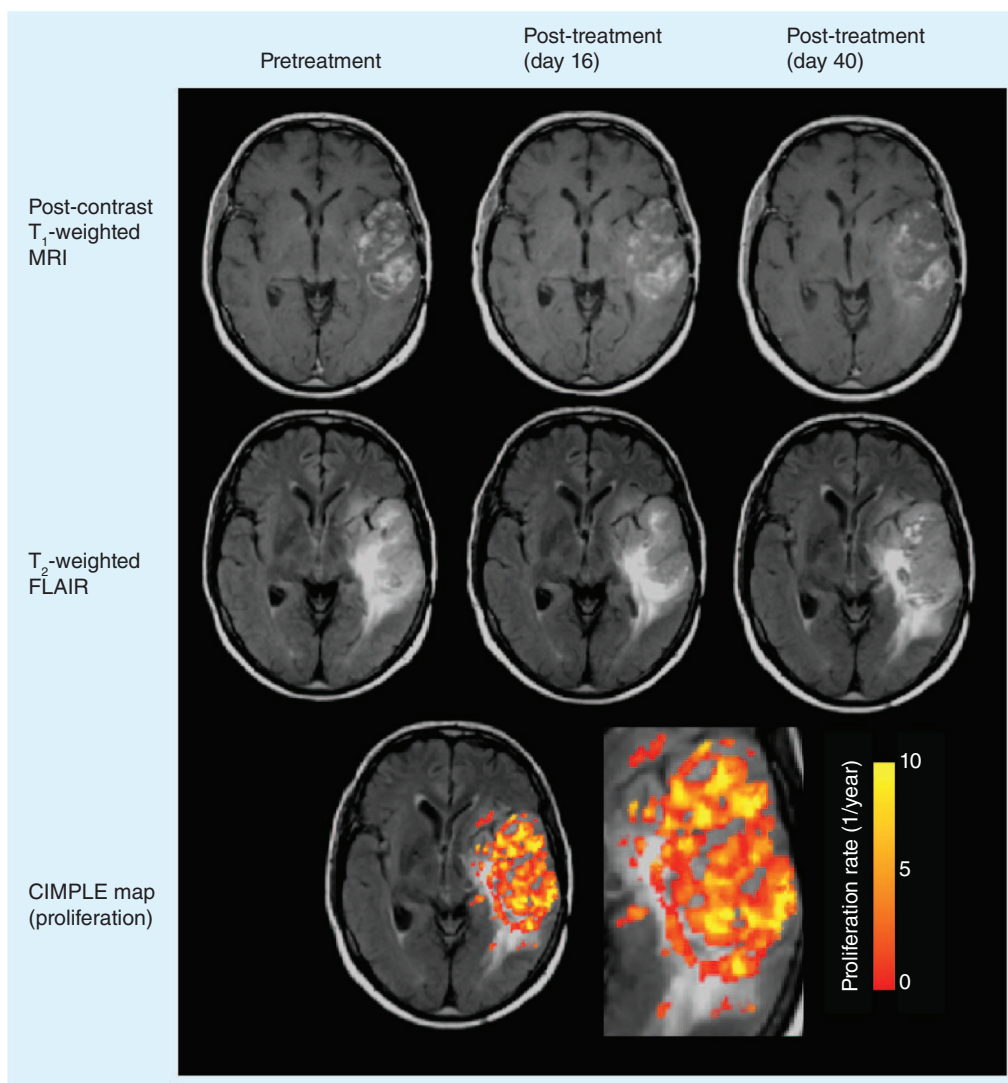 Pretreatment
Post-treatment
(day 16)
Post-treatment
(day 40)
Post-contrast
T₁-weighted
MRI
T₂-weighted
FLAIR
CIMPLE map
(proliferation)
Proliferation rate (1/year)
10
5
0